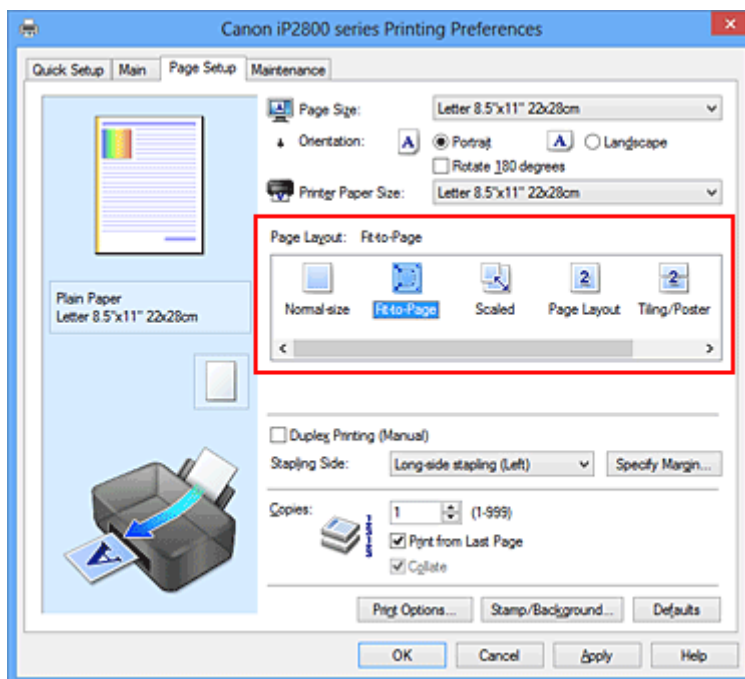 Canon iP2800 series Printing Preferences
Quick Setup Main Page Setup Maintenance
Page Size: Letter 8.5"x11" 22x28cm
Orientation: A Portrait A Landscape
Rotate 180 degrees
Printer Paper Size: Letter 8.5"x11" 22x28cm
Page Layout: Fit-to-Page
Normal-size Fit-to-Page Scaled Page Layout Tiling/Poster
Plain Paper
Letter 8.5"x11" 22x28cm
Duplex Printing (Manual)
Stapling Side: Long-side stapling (Left) Specify Margin...
Copies: 1 (1-999)
Print from Last Page
Collate
Print Options... Stamp/Background... Defaults
OK Cancel Apply Help